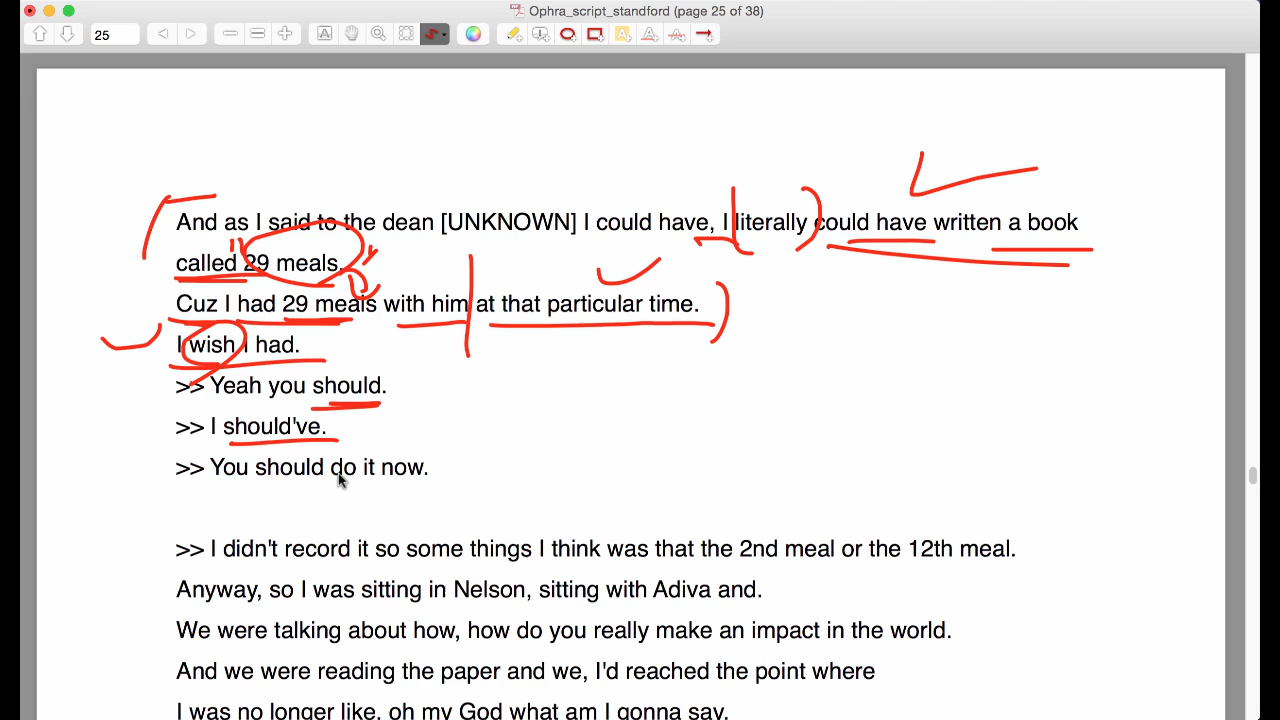 Ophra_script_standford (page 25 of 38)
25
And as I said to the dean [UNKNOWN] I could have, I literally could have written a book
called 29 meals.
Cuz I had 29 meals with him at that particular time.
I wish I had.
>> Yeah you should.
>> I should've.
>> You should do it now.
>> I didn't record it so some things I think was that the 2nd meal or the 12th meal.
Anyway, so I was sitting in Nelson, sitting with Adiva and.
We were talking about how, how do you really make an impact in the world.
And we were reading the paper and we, I'd reached the point where
I was no longer like, oh my God what am I gonna say.